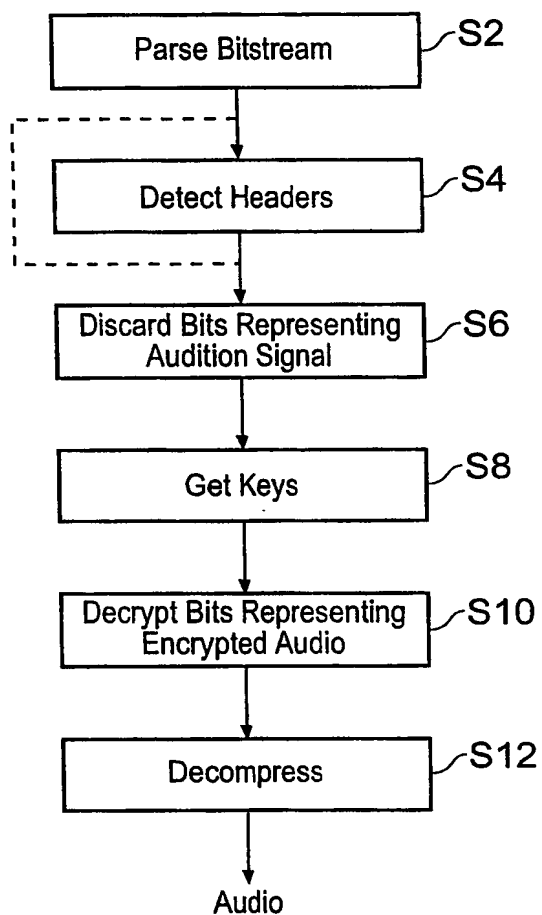 Parse Bitstream
S2
Detect Headers
S4
Discard Bits Representing
Audition Signal
S6
Get Keys
S8
Decrypt Bits Representing
Encrypted Audio
S10
Decompress
S12
Audio